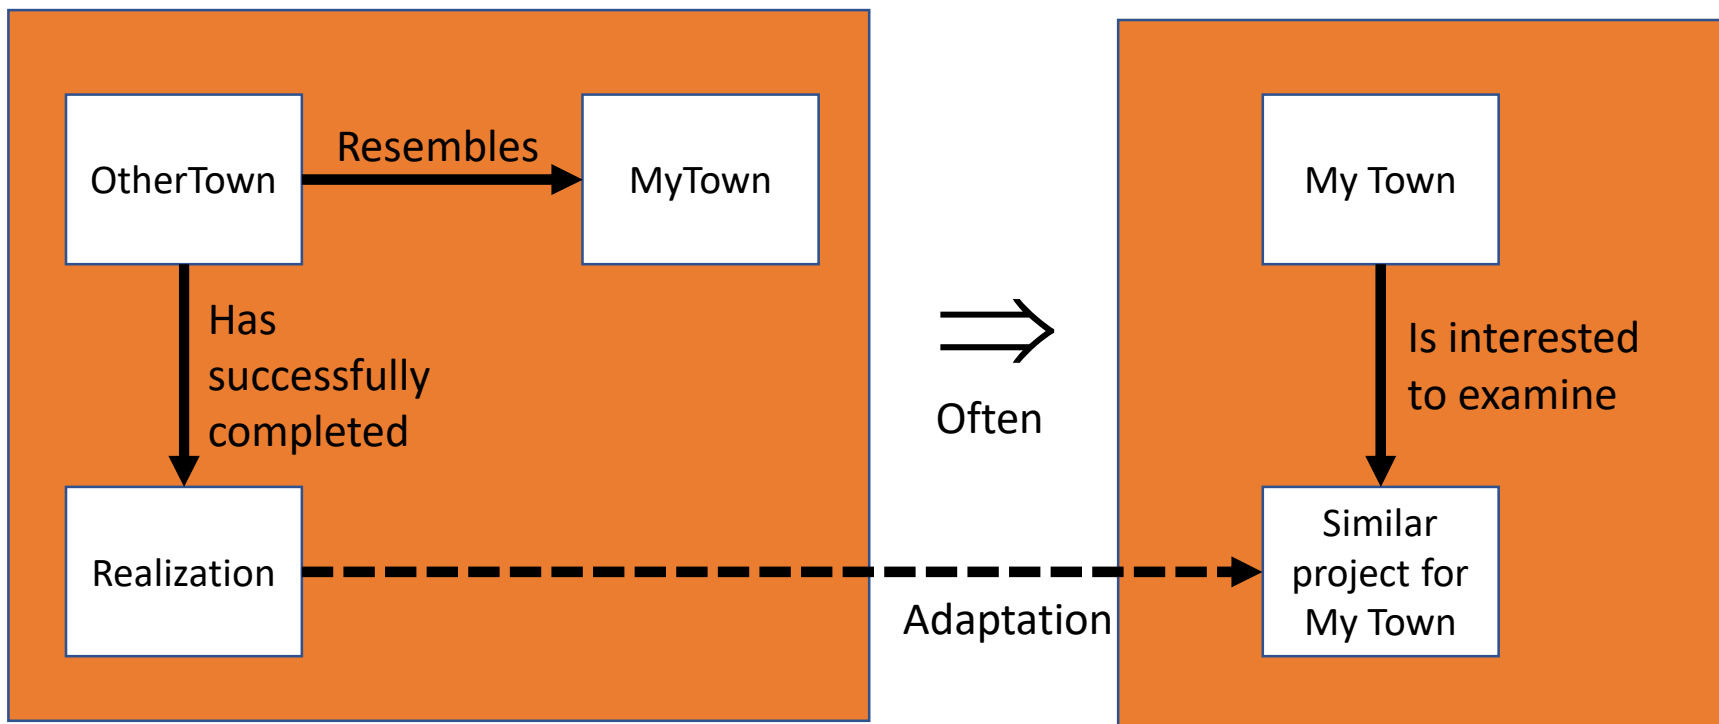 OtherTown
Resembles
MyTown
Has
successfully
completed
Realization
Often
Adaptation
My Town
Is interested
to examine
Similar
project for
My Town